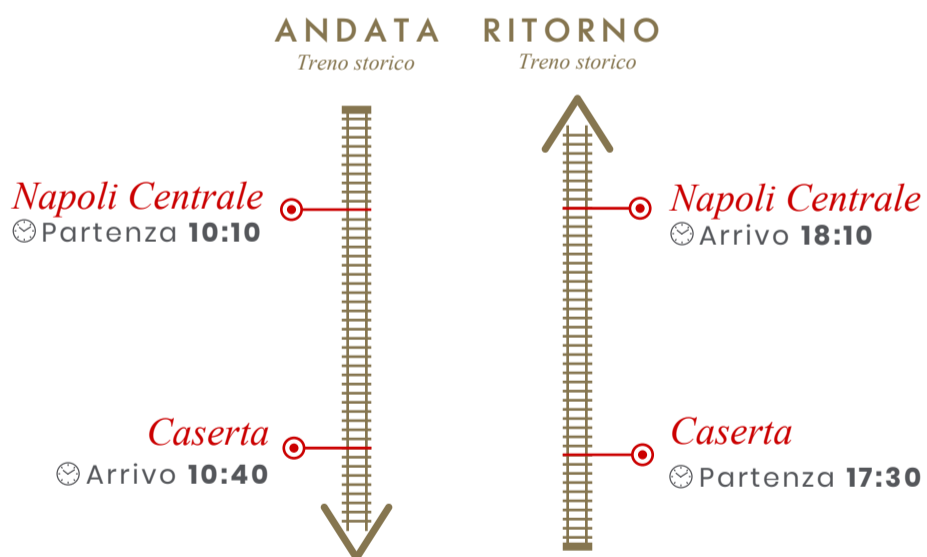 ANDATA
Treno storico
Napoli Centrale
Partenza 10:10
Caserta
Arrivo 10:40
RITORNO
Treno storico
Napoli Centrale
Arrivo 18:10
Caserta
Partenza 17:30